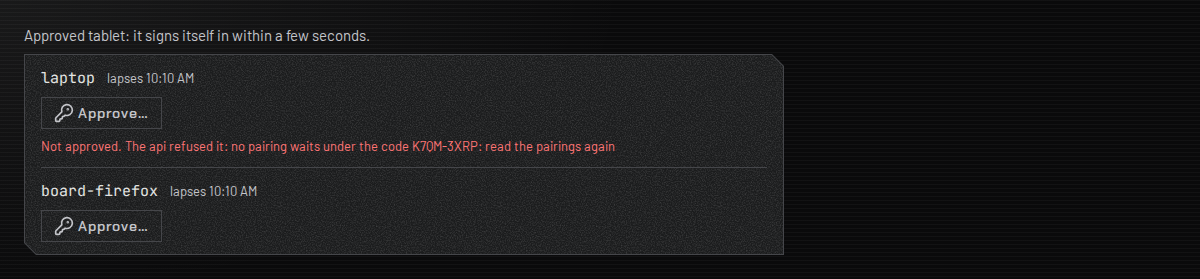 Approved tablet: it signs itself in within a few seconds.
laptop lapses 10:10 AM
Approve…
Not approved. The api refused it: no pairing waits under the code K7QM-3XRP: read the pairings again
board-firefox lapses 10:10 AM
Approve…